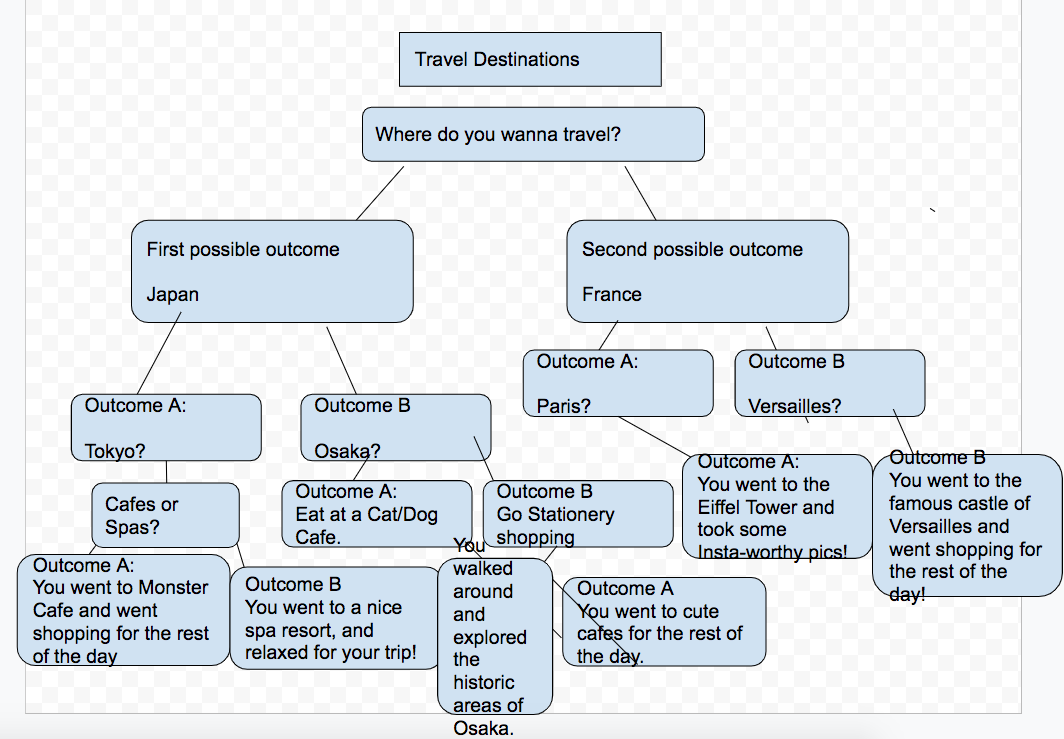 Travel Destinations
Where do you wanna travel?
First possible outcome
Japan
Second possible outcome
France
Outcome A:
Tokyo?
Outcome B
Osaka?
Outcome A:
Paris?
Outcome B
Versailles?
Cafes or
Spas?
Outcome A:
Eat at a Cat/Dog
Cafe.
Outcome B
Go Stationery
shopping
Outcome A:
You went to the
Eiffel Tower and
took some
Insta-worthy pics!
Outcome B
You went to the
famous castle of
Versailles and
went shopping for
the rest of the
day!
Outcome A:
You went to Monster
Cafe and went
shopping for the rest
of the day
Outcome B
You went to a nice
spa resort, and
relaxed for your trip!
You
walked
around
and
explored
the
historic
areas of
Osaka.
Outcome A
You went to cute
cafes for the rest of
the day.